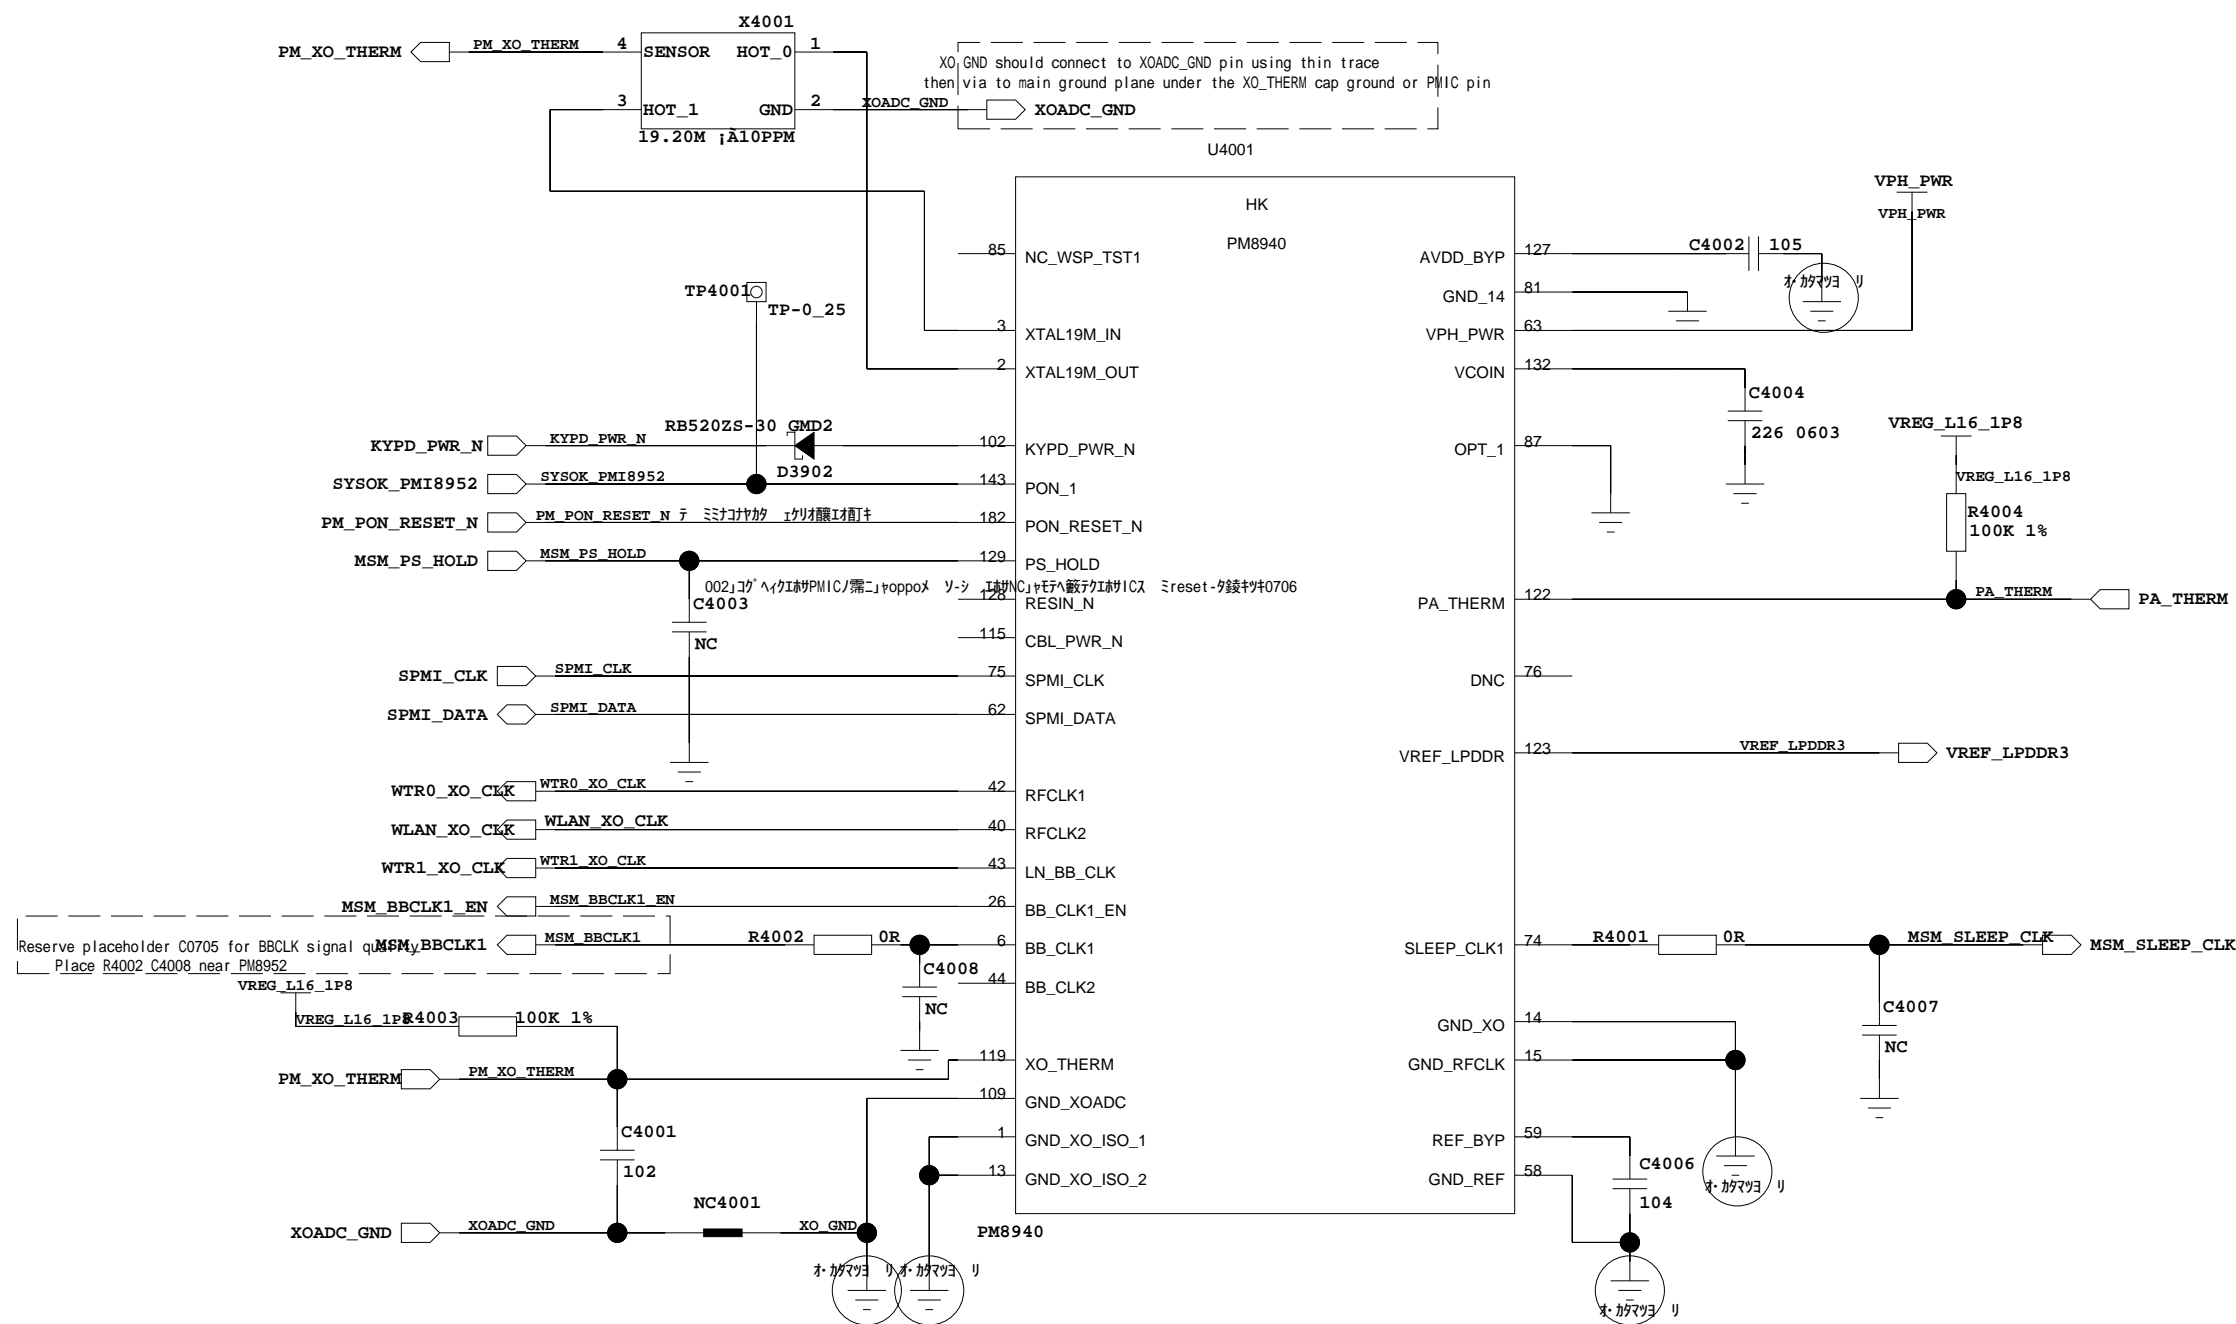 X4001
PM_XO_THERM
PM_XO_THERM
4
SENSOR
HOT_0
1
3
HOT_1
GND
2
19.20M ¡À10PPM
XO_GND should connect to XOADC_GND pin using thin trace
then via to main ground plane under the XO_THERM cap ground or PMIC pin
XOADC_GND
XOADC_GND
U4001
HK
PM8940
85
NC_WSP_TST1
3
XTAL19M_IN
2
XTAL19M_OUT
TP4001
TP-0_25
RB520ZS-30 GMD2
D3902
KYPD_PWR_N
KYPD_PWR_N
102
KYPD_PWR_N
SYSOK_PMI8952
SYSOK_PMI8952
143
PON_1
PM_PON_RESET_N
PM_PON_RESET_N
182
PON_RESET_N
MSM_PS_HOLD
MSM_PS_HOLD
129
PS_HOLD
C4003
NC
128
RESIN_N
115
CBL_PWR_N
SPMI_CLK
SPMI_CLK
75
SPMI_CLK
SPMI_DATA
SPMI_DATA
62
SPMI_DATA
WTR0_XO_CLK
WTR0_XO_CLK
42
RFCLK1
WLAN_XO_CLK
WLAN_XO_CLK
40
RFCLK2
WTR1_XO_CLK
WTR1_XO_CLK
43
LN_BB_CLK
MSM_BBCLK1_EN
MSM_BBCLK1_EN
26
BB_CLK1_EN
Reserve placeholder C0705 for BBCLK signal quality
Place R4002 C4008 near PM8952
MSM_BBCLK1
MSM_BBCLK1
R4002
0R
6
BB_CLK1
C4008
NC
44
BB_CLK2
VREG_L16_1P8
VREG_L16_1P8
R4003
100K 1%
PM_XO_THERM
PM_XO_THERM
119
XO_THERM
109
GND_XOADC
C4001
102
1
GND_XO_ISO_1
13
GND_XO_ISO_2
XOADC_GND
XOADC_GND
NC4001
XO_GND
PM8940
VPH_PWR
VPH_PWR
AVDD_BYP
127
C4002
105
GND_14
81
VPH_PWR
63
VCOIN
132
C4004
226 0603
OPT_1
87
VREG_L16_1P8
VREG_L16_1P8
R4004
100K 1%
PA_THERM
122
PA_THERM
PA_THERM
DNC
76
VREF_LPDDR
123
VREF_LPDDR3
VREF_LPDDR3
SLEEP_CLK1
74
R4001
0R
MSM_SLEEP_CLK
MSM_SLEEP_CLK
C4007
NC
GND_XO
14
GND_RFCLK
15
REF_BYP
59
GND_REF
58
C4006
104